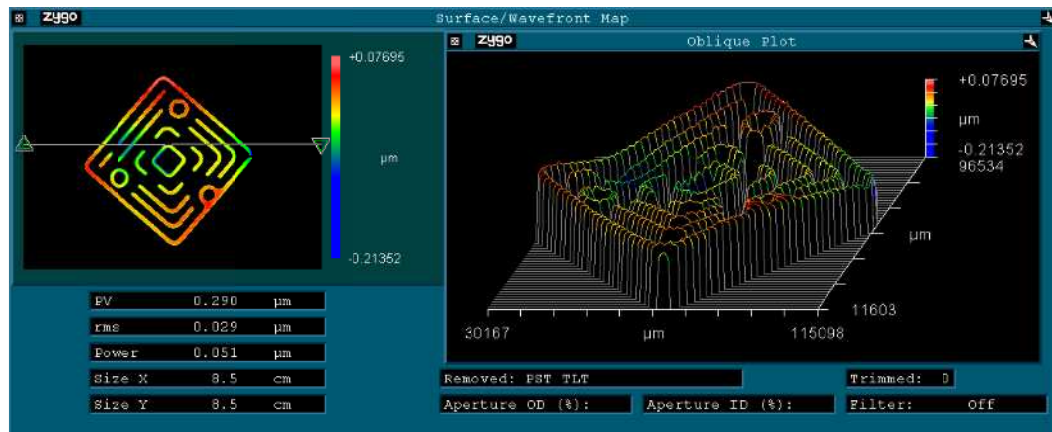 zygo Surface/Wavefront Map
+0.07695
µm
-0.21352
PV 0.290 µm
rms 0.029 µm
Power 0.051 µm
Size X 8.5 cm
Size Y 8.5 cm
zygo Oblique Plot
+0.07695
µm
-0.21352
96534
µm
11603
30167 µm 115098
Removed: PST TLT Trimmed: 0
Aperture OD (%): Aperture ID (%): Filter: Off